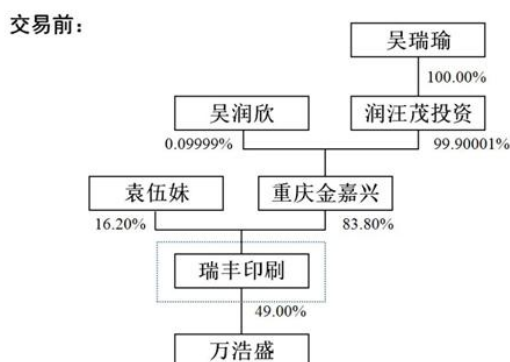 交易前：
吴瑞瑜
100.00%
吴润欣
润汪茂投资
0.09999%
99.90001%
袁伍妹
重庆金嘉兴
16.20%
83.80%
瑞丰印刷
49.00%
万浩盛